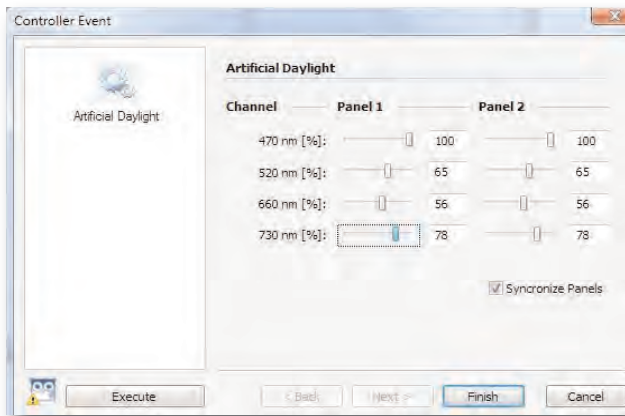 Controller Event
Artificial Daylight
Artificial Daylight
Channel Panel 1 Panel 2
470 nm [%]: 100 100
520 nm [%]: 65 65
660 nm [%]: 56 56
730 nm [%]: 78 78
Syncronize Panels
Execute < Back Next > Finish Cancel